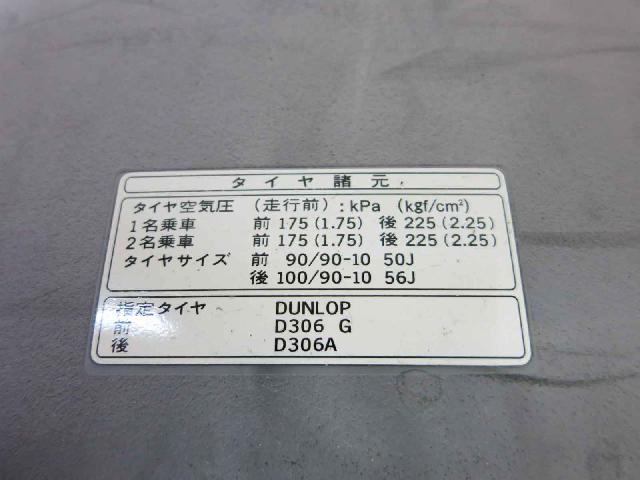 タイヤ諸元
タイヤ空気圧 (走行前):kPa (kgf/cm²)
1名乗車 前 175 (1.75) 後 225 (2.25)
2名乗車 前 175 (1.75) 後 225 (2.25)
タイヤサイズ 前 90/90-10 50J
後 100/90-10 56J
指定タイヤ DUNLOP
前 D306 G
後 D306A